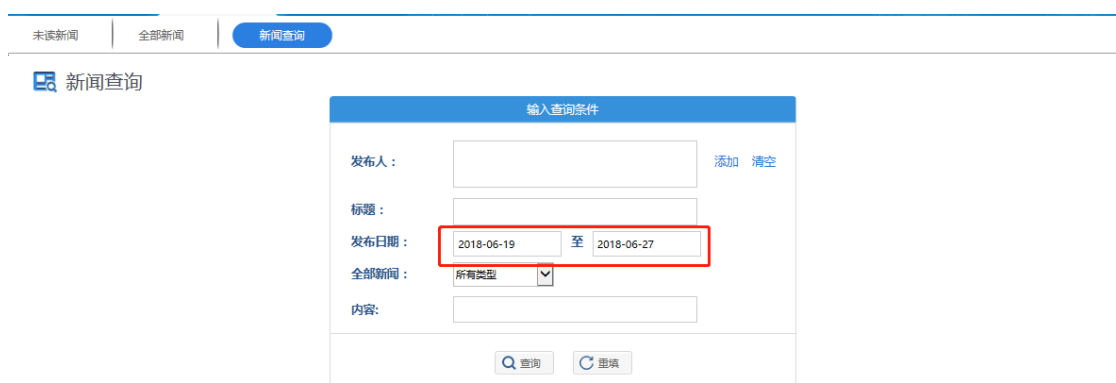 未读新闻 全部新闻 新闻查询
新闻查询
输入查询条件
发布人： 添加 清空
标题：
发布日期： 2018-06-19 至 2018-06-27
全部新闻： 所有类型
内容:
查询 重填